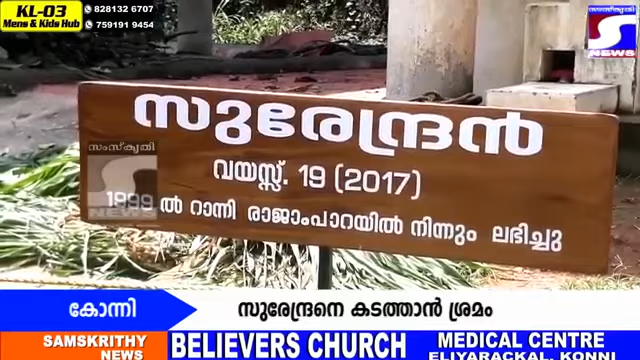 KL-03
Mens & Kids Hub
828132 6707
759191 9454
സംസ്കൃതി
S
NEWS
സുരേന്ദ്രൻ
വയസ്സ്. 19 (2017)
1999 ൽ റാന്നി രാജാംപാറയിൽ നിന്നും ലഭിച്ചു
സംസ്കൃതി
S
NEWS
കോന്നി
സുരേന്ദ്രനെ കടത്താൻ ശ്രമം
SAMSKRITHY
NEWS
BELIEVERS CHURCH
MEDICAL CENTRE
ELIYARACKAL, KONNI